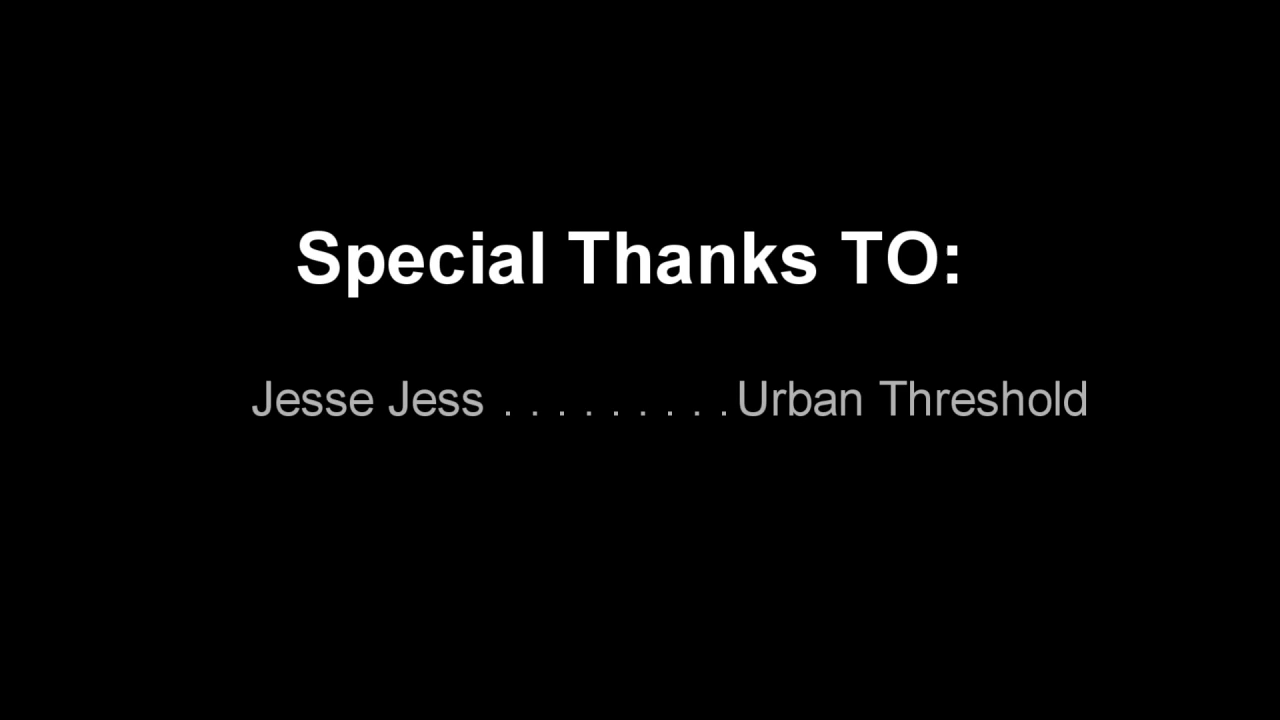 Special Thanks TO:
Jesse Jess . . . . . . . . . Urban Threshold